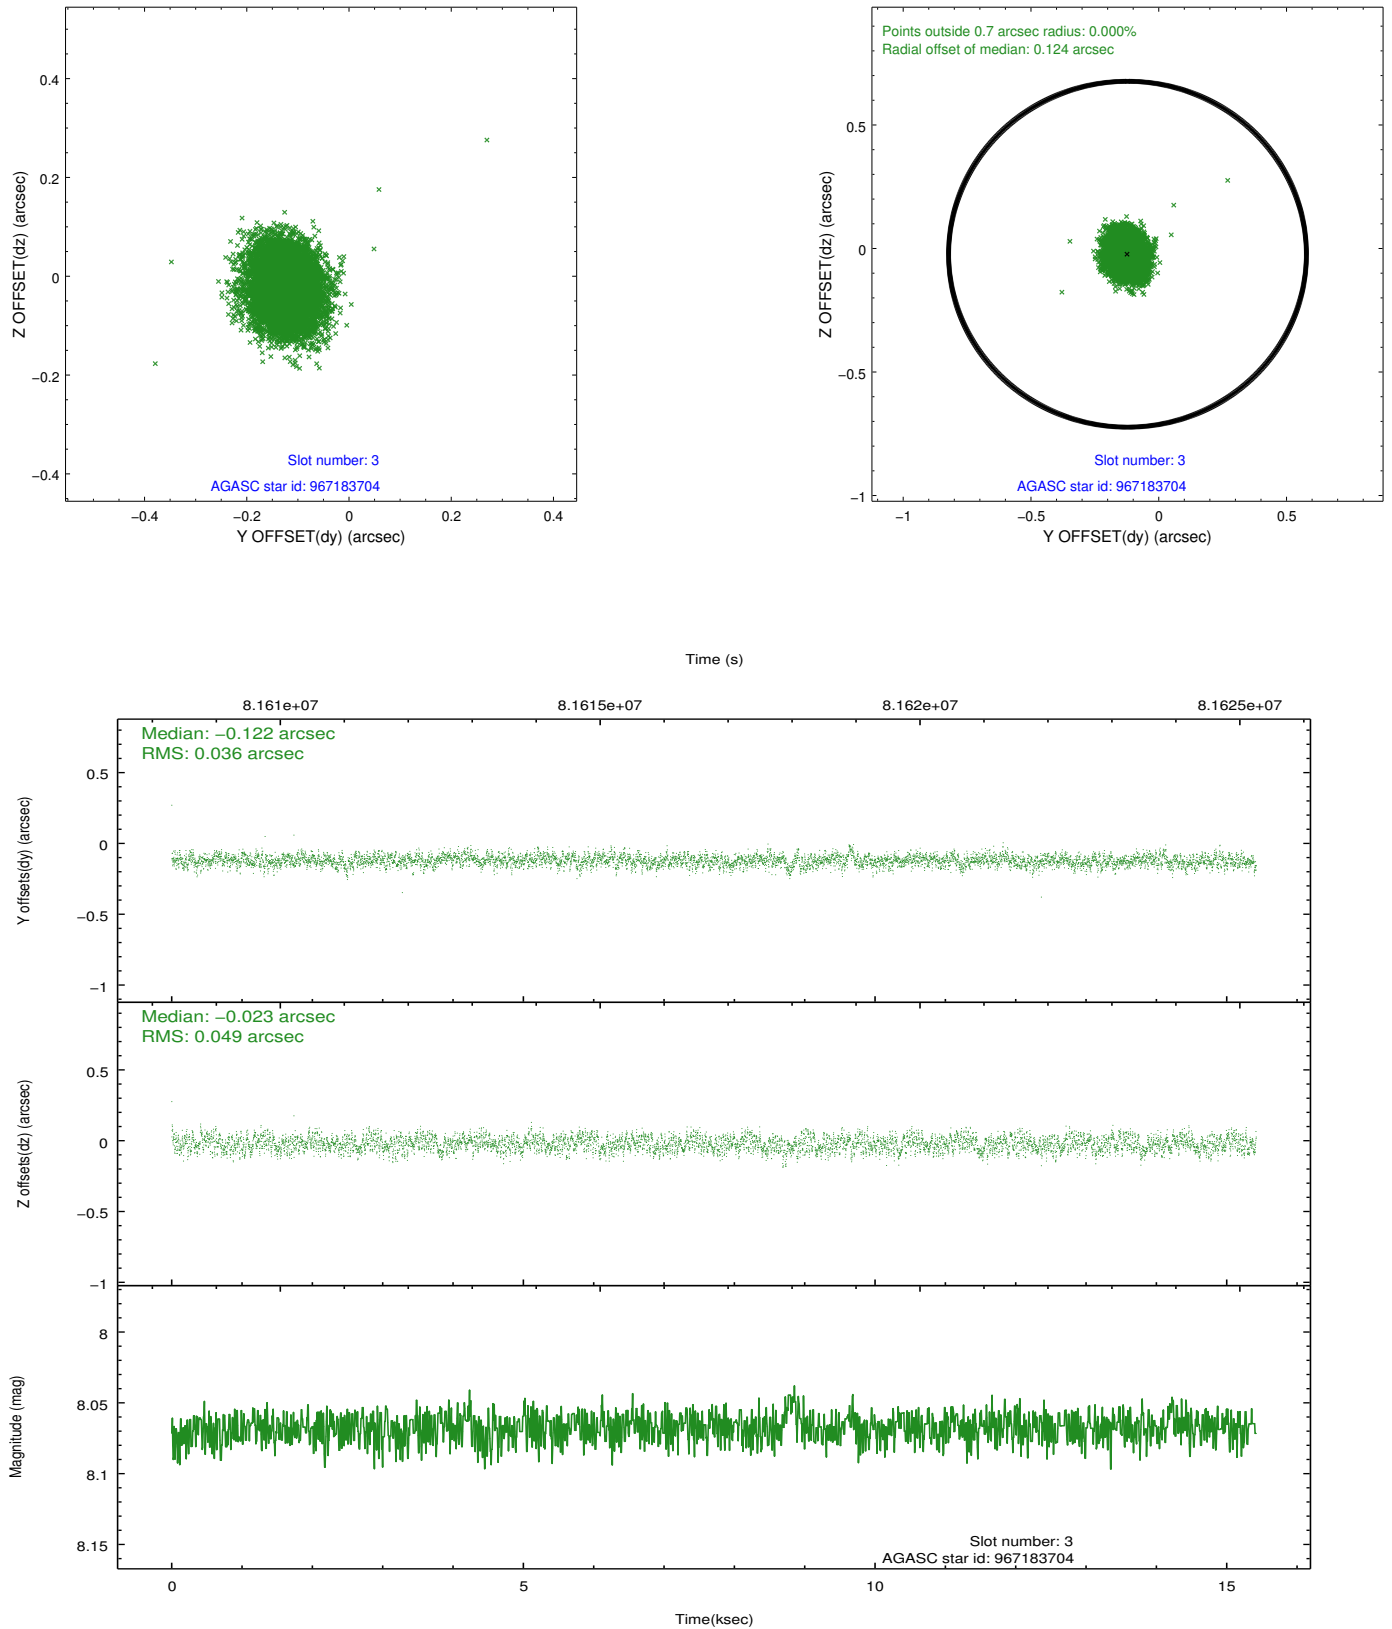 0.4
0.2
0
−0.2
−0.4
Z OFFSET(dz) (arcsec)
Slot number: 3
AGASC star id: 967183704
−0.4
−0.2
0
0.2
0.4
Y OFFSET(dy) (arcsec)
Points outside 0.7 arcsec radius: 0.000%
Radial offset of median: 0.124 arcsec
0.5
0
−0.5
−1
Z OFFSET(dz) (arcsec)
Slot number: 3
AGASC star id: 967183704
−1
−0.5
0
0.5
Y OFFSET(dy) (arcsec)
Time (s)
8.161e+07
8.1615e+07
8.162e+07
8.1625e+07
Median: −0.122 arcsec
RMS: 0.036 arcsec
0.5
0
−0.5
−1
Y offsets(dy) (arcsec)
Median: −0.023 arcsec
RMS: 0.049 arcsec
0.5
0
−0.5
−1
Z offsets(dz) (arcsec)
8
8.05
8.1
8.15
Magnitude (mag)
Slot number: 3
AGASC star id: 967183704
0
5
10
15
Time(ksec)